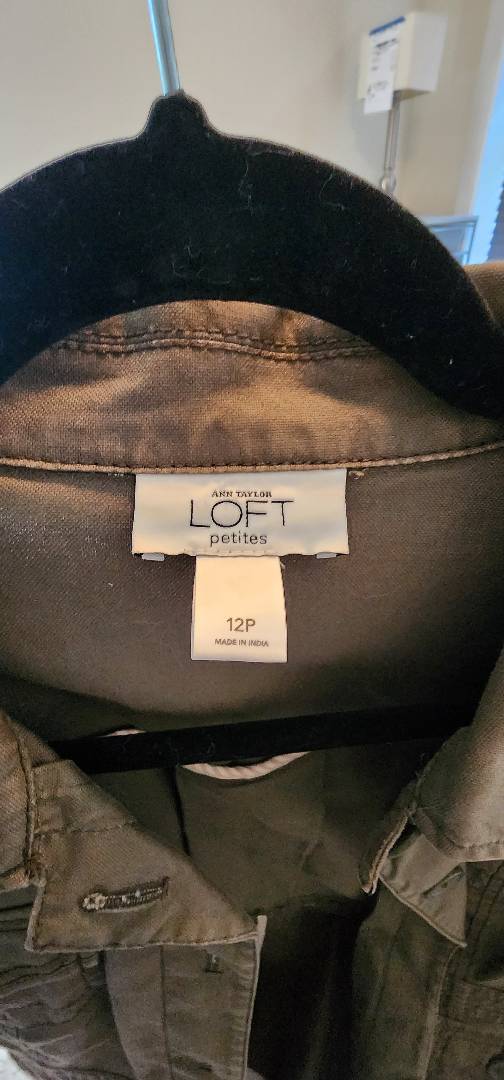 ANN TAYLOR
LOFT
petites
12P
MADE IN INDIA